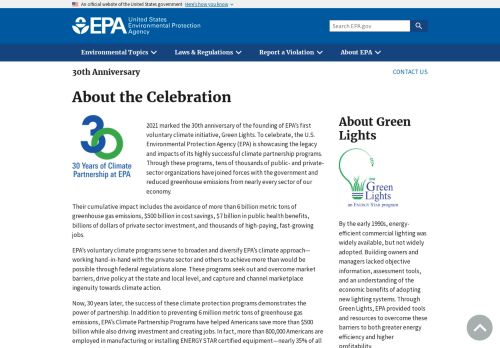 An official website of the United States government Here's how you know
EPA United States
Environmental Protection
Agency
Search EPA.gov
Environmental Topics Laws & Regulations Report a Violation About EPA
30th Anniversary CONTACT US
About the Celebration
30 Years of Climate
Partnership at EPA
2021 marked the 30th anniversary of the founding of EPA's first
voluntary climate initiative, Green Lights. To celebrate, the U.S.
Environmental Protection Agency (EPA) is showcasing the legacy
and impacts of its highly successful climate partnership programs.
Through these programs, tens of thousands of public- and private-
sector organizations have joined forces with the government and
reduced greenhouse emissions from nearly every sector of our
economy.
Their cumulative impact includes the avoidance of more than 6 billion metric tons of
greenhouse gas emissions, $500 billion in cost savings, $7 billion in public health benefits,
billions of dollars of private sector investment, and thousands of high-paying, fast-growing
jobs.
EPA's voluntary climate programs serve to broaden and diversify EPA's climate approach—
working hand-in-hand with the private sector and others to achieve more than would be
possible through federal regulations alone. These programs seek out and overcome market
barriers, drive policy at the state and local level, and capture and channel marketplace
ingenuity towards climate action.
Now, 30 years later, the success of these climate protection programs demonstrates the
power of partnership. In addition to preventing 6 million metric tons of greenhouse gas
emissions, EPA's Climate Partnership Programs have helped Americans save more than $500
billion while also driving investment and creating jobs. In fact, more than 800,000 Americans are
employed in manufacturing or installing ENERGY STAR certified equipment—nearly 35% of all
About Green
Lights
Green
Lights
an ENERGY STAR program
By the early 1990s, energy-
efficient commercial lighting was
widely available, but not widely
adopted. Building owners and
managers lacked objective
information, assessment tools,
and an understanding of the
economic benefits of adopting
new lighting systems. Through
Green Lights, EPA provided tools
and resources to overcome these
barriers to both greater energy
efficiency and higher
profitability.